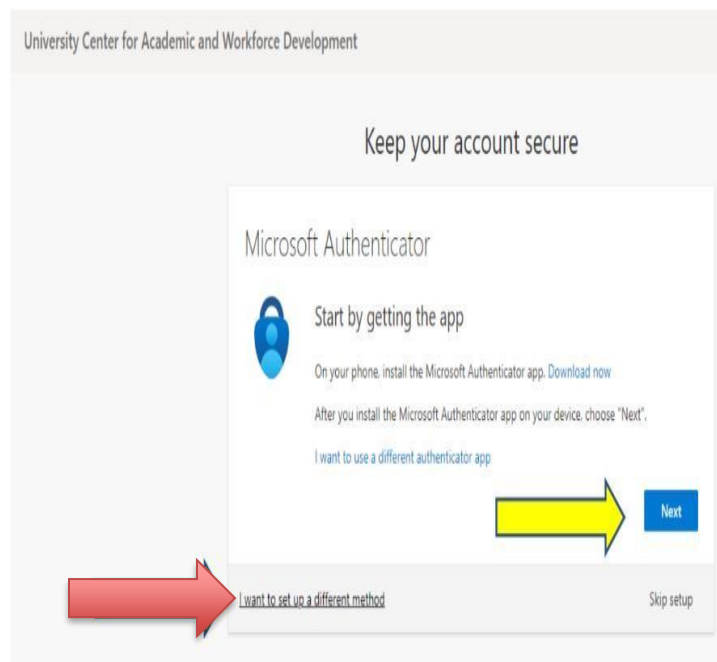 University Center for Academic and Workforce Development
Keep your account secure
Microsoft Authenticator
Start by getting the app
On your phone, install the Microsoft Authenticator app. Download now
After you install the Microsoft Authenticator app on your device, choose "Next".
I want to use a different authenticator app
Next
I want to set up a different method
Skip setup